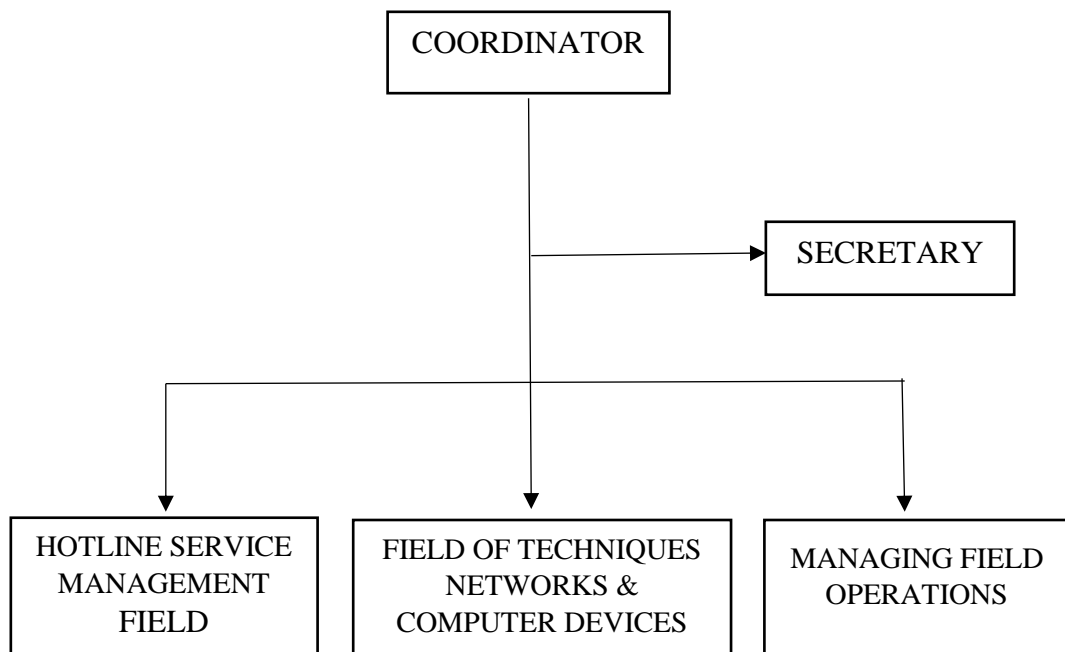 COORDINATOR
SECRETARY
HOTLINE SERVICE
MANAGEMENT
FIELD
FIELD OF TECHNIQUES
NETWORKS &
COMPUTER DEVICES
MANAGING FIELD
OPERATIONS